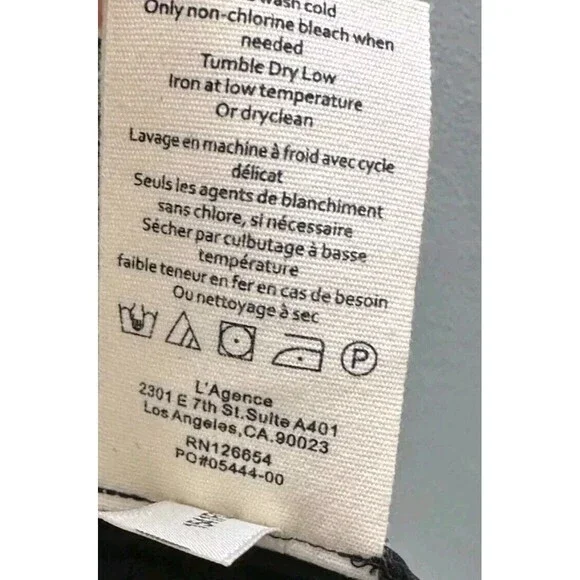 wash cold
Only non-chlorine bleach when
needed
Tumble Dry Low
Iron at low temperature
Or dryclean
Lavage en machine à froid avec cycle
délicat
Seuls les agents de blanchiment
sans chlore, si nécessaire
Sécher par culbutage à basse
température
faible teneur en fer en cas de besoin
Ou nettoyage à sec
P
L'Agence
2301 E 7th St.Suite A401
Los Angeles,CA.90023
RN126654
PO#05444-00